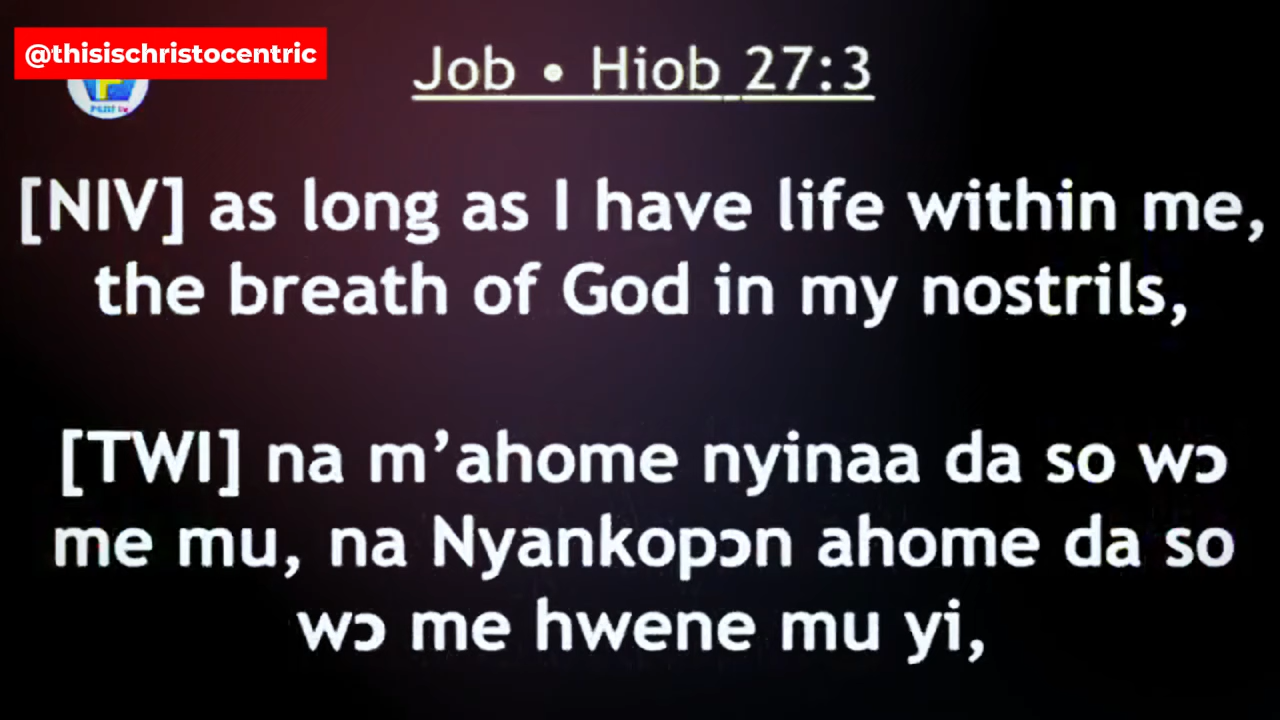 @thisischristocentric
Job • Hiob 27:3
[NIV] as long as I have life within me,
the breath of God in my nostrils,
[TWI] na m’ahome nyinaa da so wɔ
me mu, na Nyankopɔn ahome da so
wɔ me hwene mu yi,